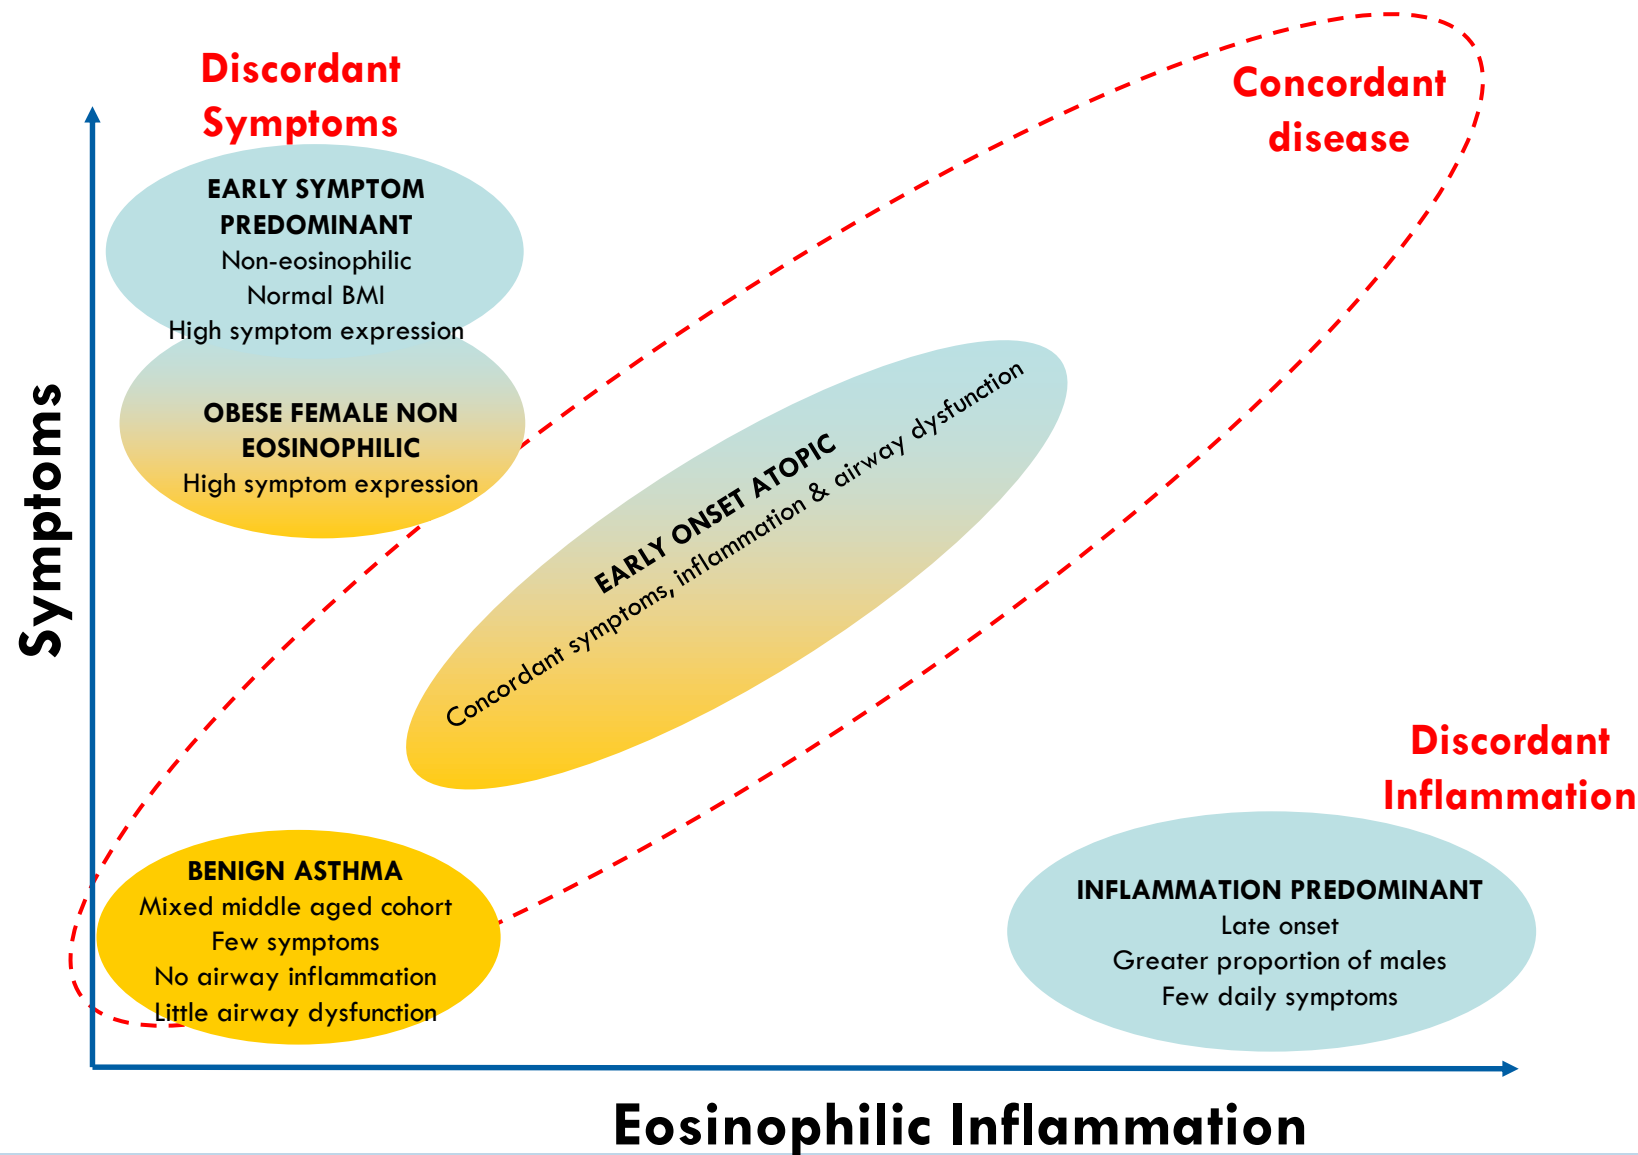 Discordant
Symptoms
Concordant
disease
EARLY SYMPTOM
PREDOMINANT
Non-eosinophilic
Normal BMI
High symptom expression
OBESE FEMALE NON
EOSINOPHILIC
High symptom expression
EARLY ONSET ATOPIC
Concordant symptoms, inflammation & airway dysfunction
Symptoms
Discordant
Inflammation
BENIGN ASTHMA
Mixed middle aged cohort
Few symptoms
No airway inflammation
Little airway dysfunction
INFLAMMATION PREDOMINANT
Late onset
Greater proportion of males
Few daily symptoms
Eosinophilic Inflammation